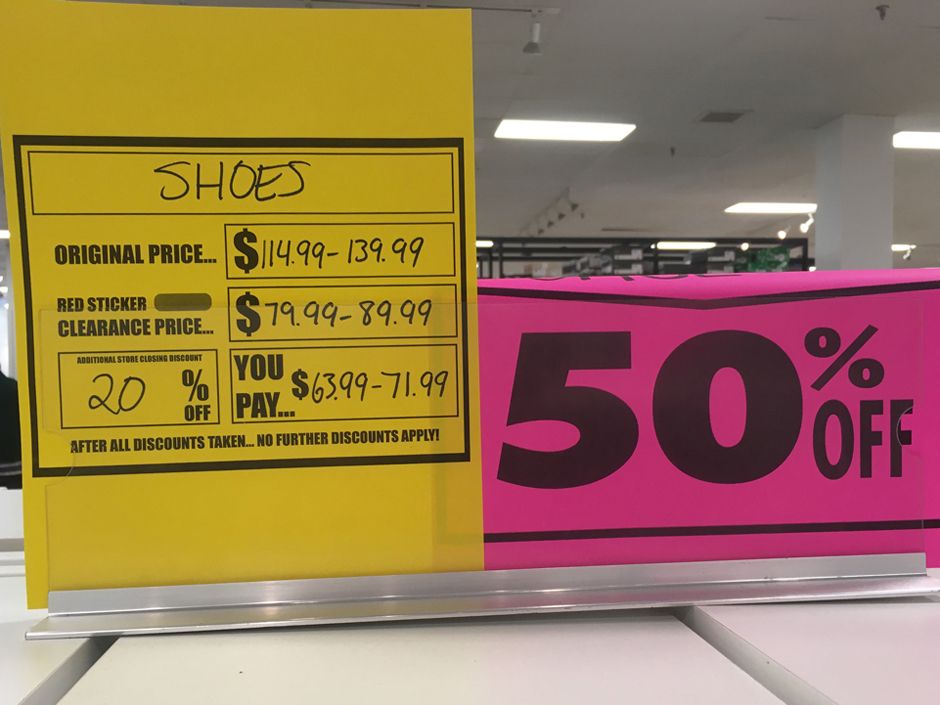 SHOES
ORIGINAL PRICE... $114.99-139.99
RED STICKER
CLEARANCE PRICE... $79.99-89.99
ADDITIONAL STORE CLOSING DISCOUNT
20 % OFF
YOU PAY... $63.99-71.99
AFTER ALL DISCOUNTS TAKEN... NO FURTHER DISCOUNTS APPLY!
50% OFF